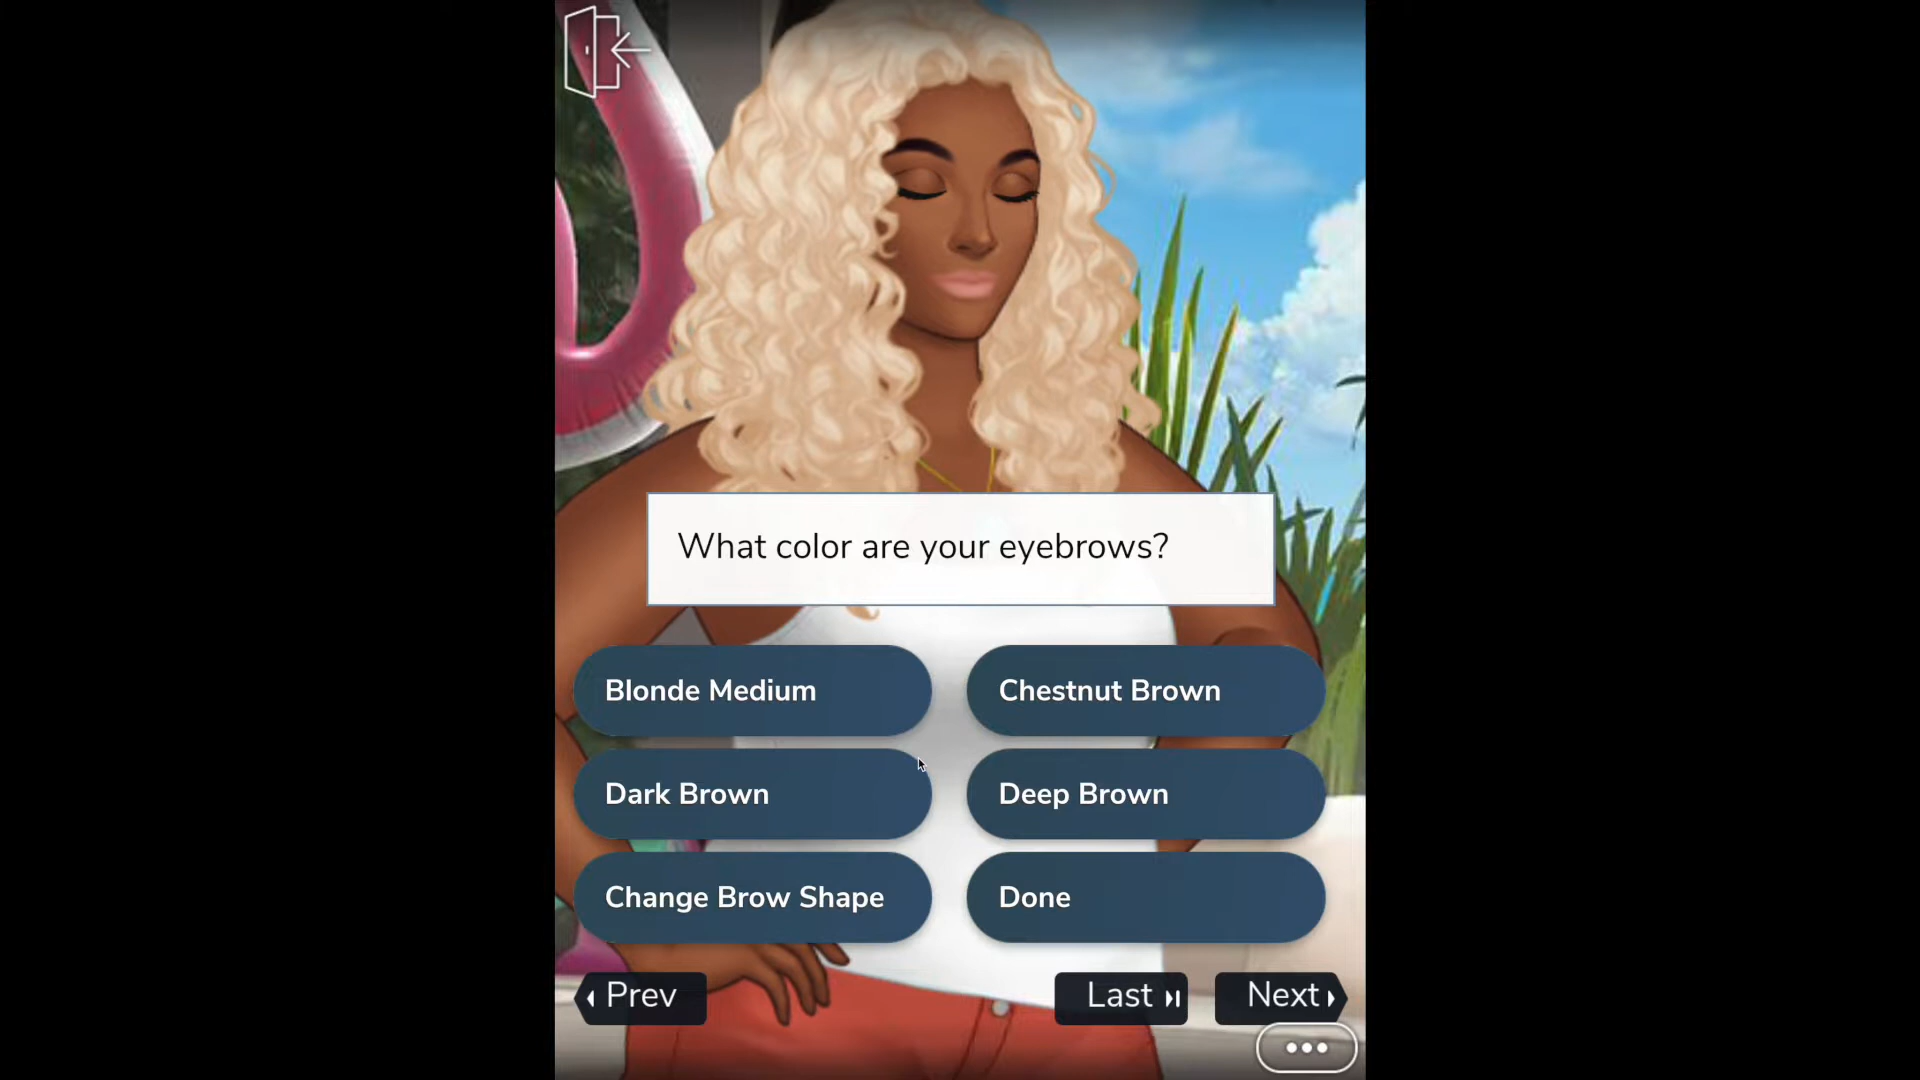 What color are your eyebrows?
Blonde Medium
Chestnut Brown
Dark Brown
Deep Brown
Change Brow Shape
Done
Prev
Last
Next